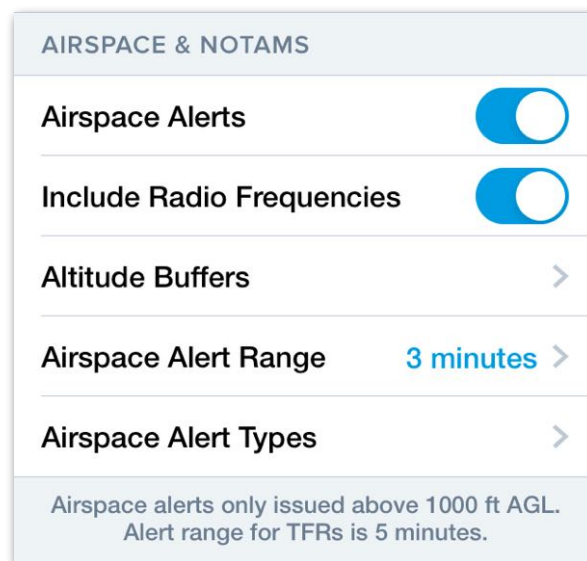 AIRSPACE & NOTAMS
Airspace Alerts
Include Radio Frequencies
Altitude Buffers
Airspace Alert Range 3 minutes
Airspace Alert Types
Airspace alerts only issued above 1000 ft AGL.
Alert range for TFRs is 5 minutes.